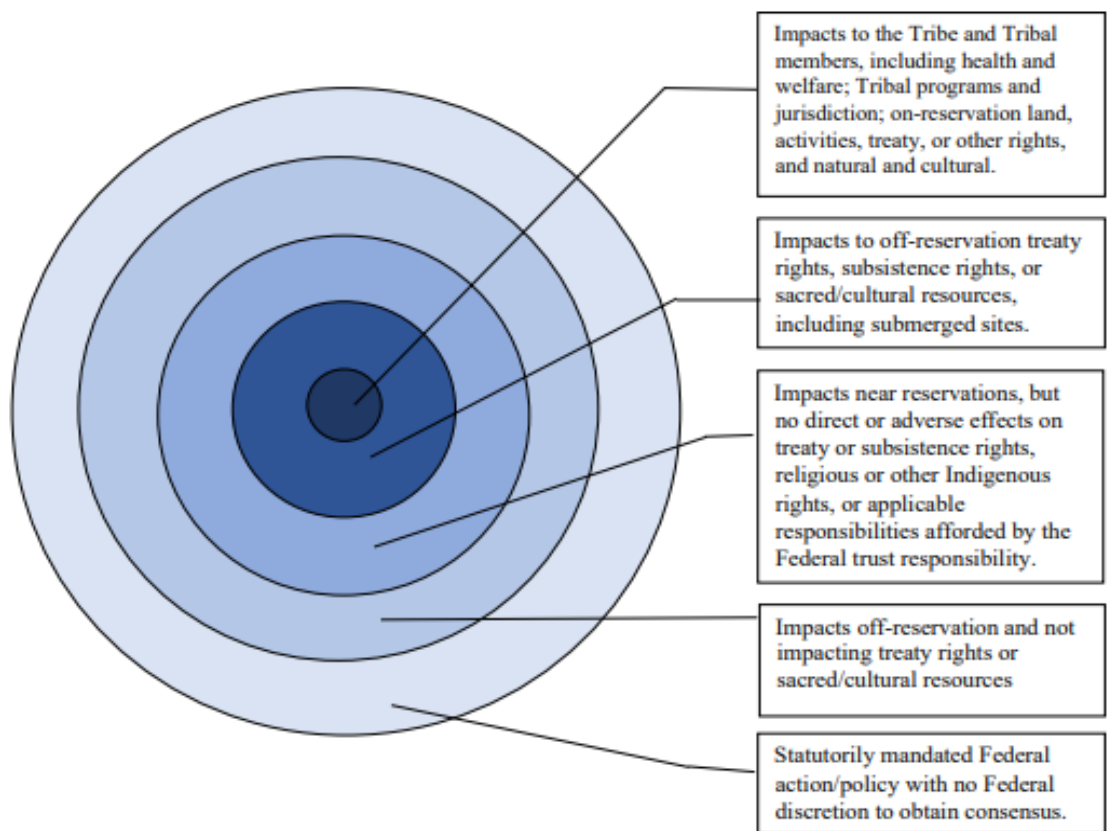 Impacts to the Tribe and Tribal
members, including health and
welfare; Tribal programs and
jurisdiction; on-reservation land,
activities, treaty, or other rights,
and natural and cultural.
Impacts to off-reservation treaty
rights, subsistence rights, or
sacred/cultural resources,
including submerged sites.
Impacts near reservations, but
no direct or adverse effects on
treaty or subsistence rights,
religious or other Indigenous
rights, or applicable
responsibilities afforded by the
Federal trust responsibility.
Impacts off-reservation and not
impacting treaty rights or
sacred/cultural resources
Statutorily mandated Federal
action/policy with no Federal
discretion to obtain consensus.